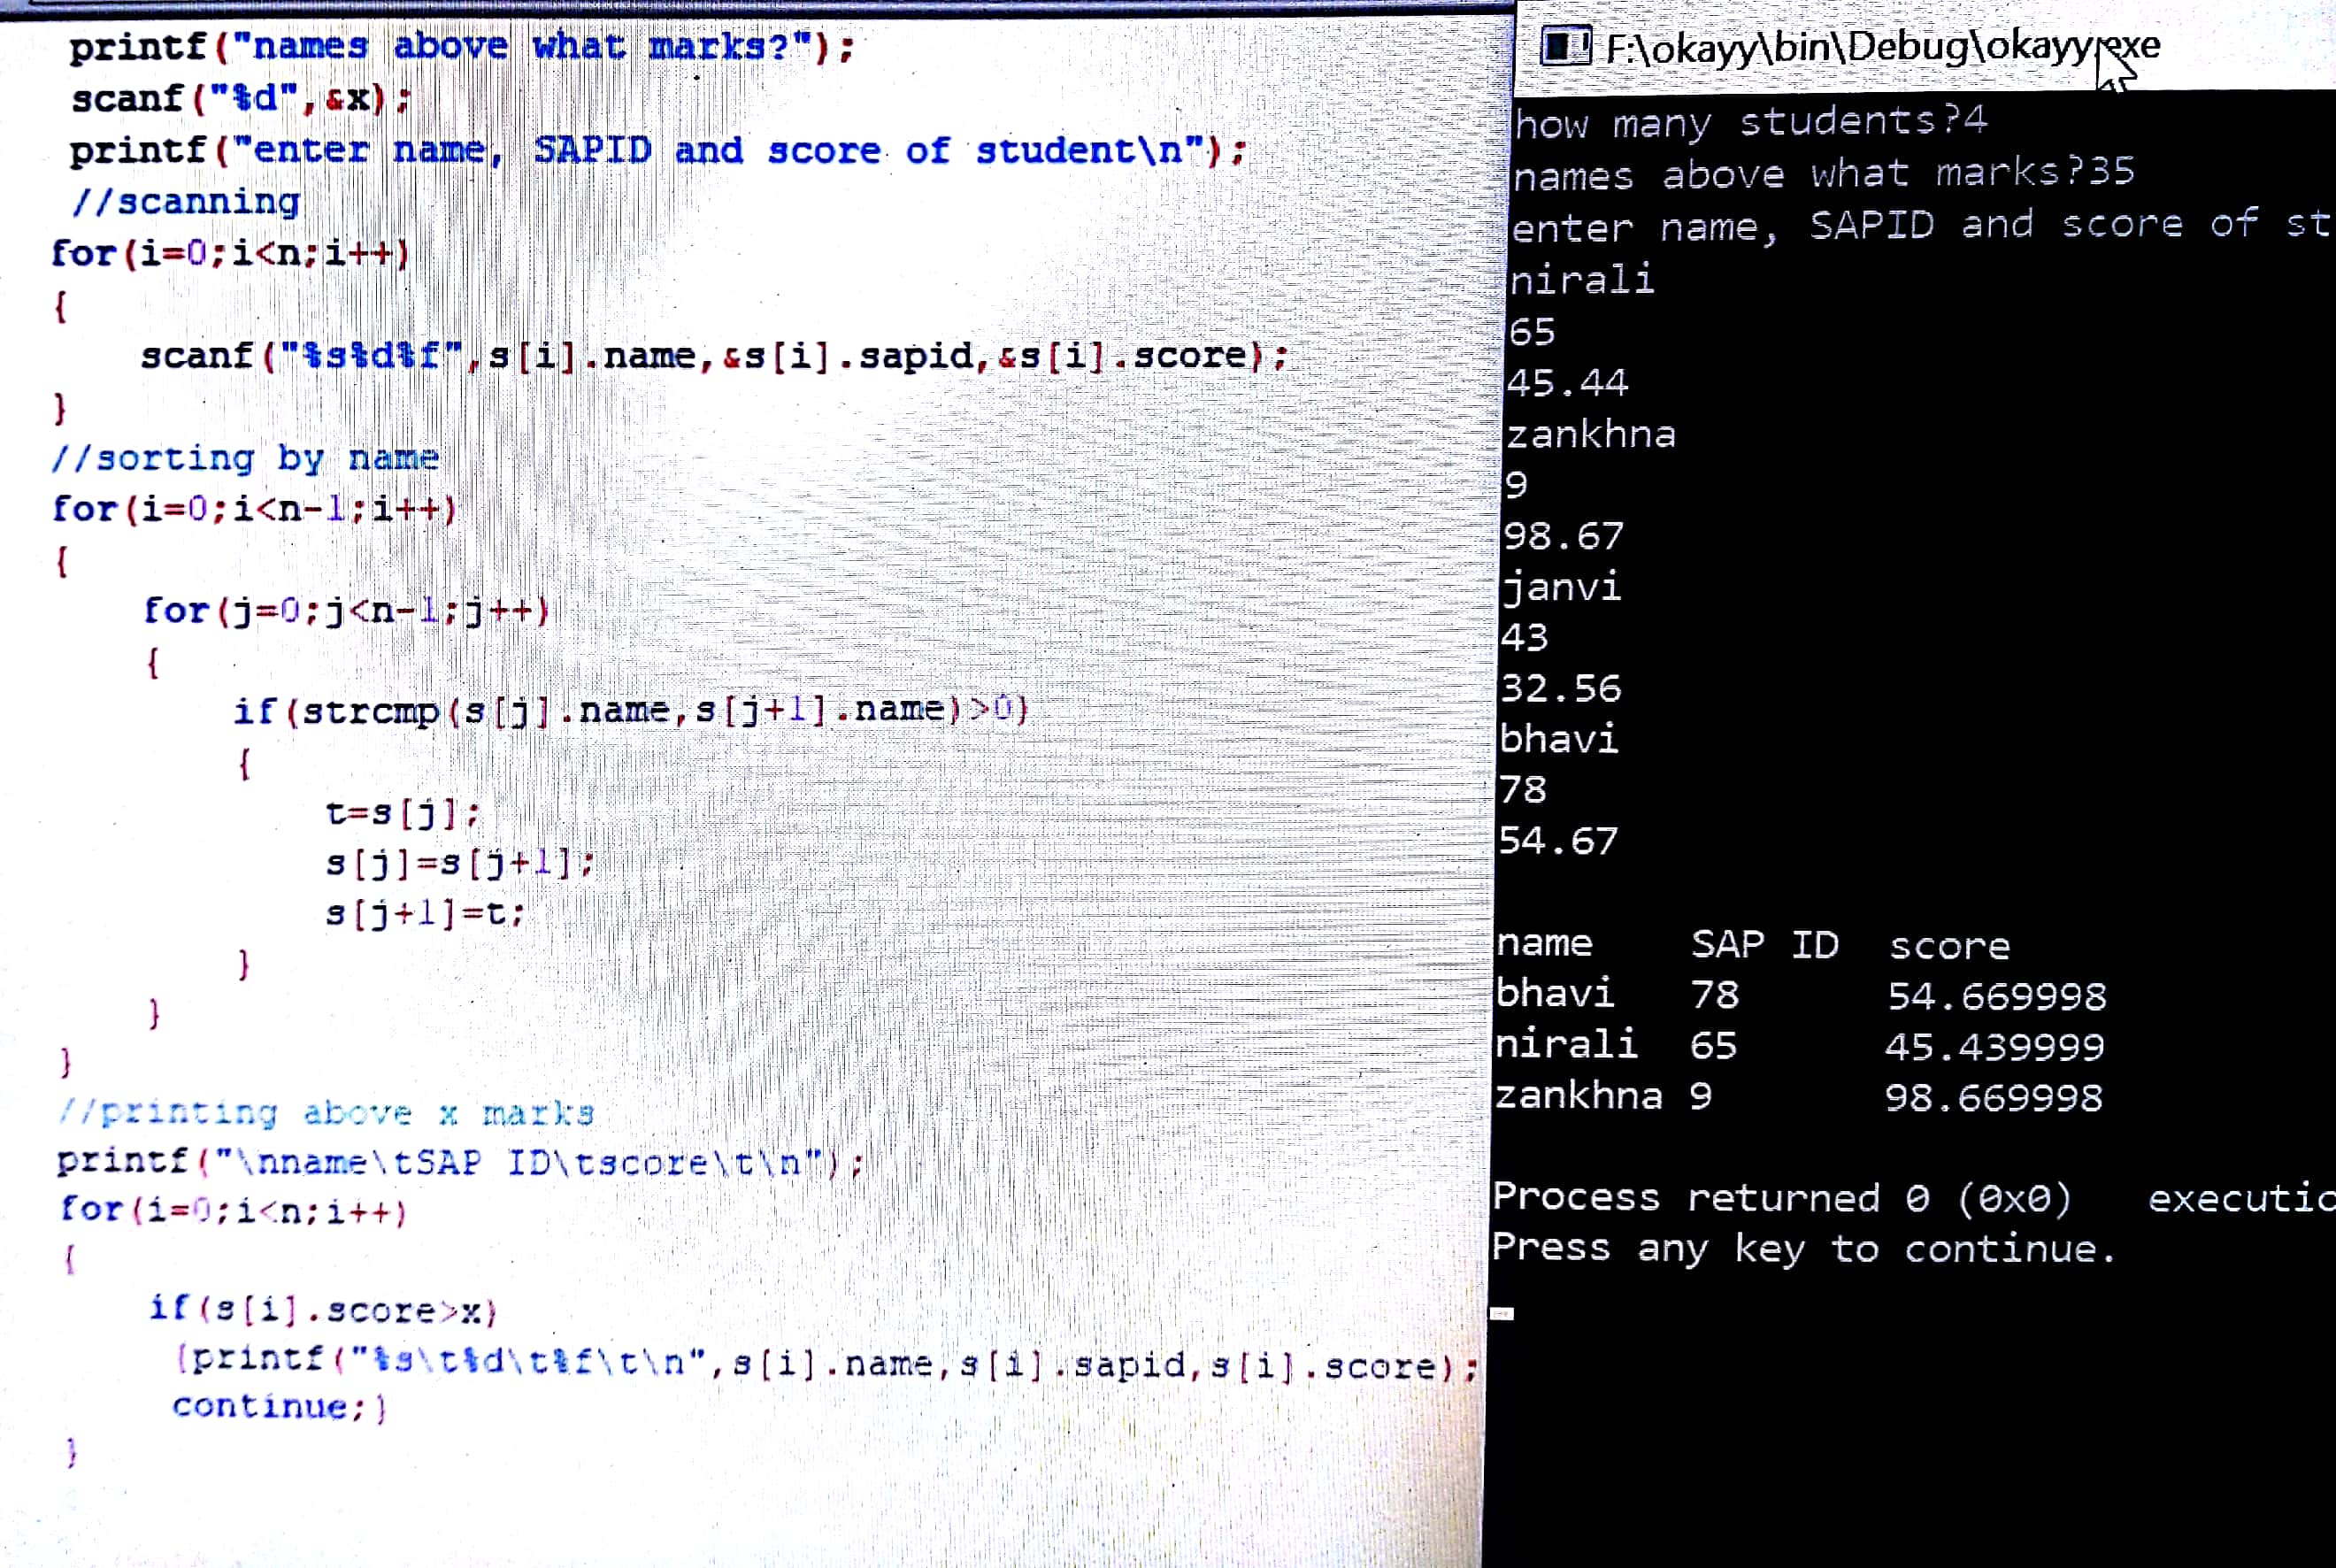 printf("names above what marks?");
scanf("%d",&x);
printf("enter name, SAPID and score of student\n");
//scanning
for(i=0;i<n;i++)
{
scanf("%s%d%f",s[i].name,&s[i].sapid,&s[i].score);
}
//sorting by name
for(i=0;i<n-1;i++)
{
for(j=0;j<n-1;j++)
{
if(strcmp(s[j].name,s[j+1].name)>0)
{
t=s[j];
s[j]=s[j+1];
s[j+1]=t;
}
}
}
//printing above x marks
printf("\nname\tSAP ID\tscore\t\n");
for(i=0;i<n;i++)
{
if(s[i].score>x)
{printf("%s\t%d\t%f\t\n",s[i].name,s[i].sapid,s[i].score);
continue;}
}
F:\okayy\bin\Debug\okayy.exe
how many students?4
names above what marks?35
enter name, SAPID and score of st
nirali
65
45.44
zankhna
9
98.67
janvi
43
32.56
bhavi
78
54.67
name SAP ID score
bhavi 78 54.669998
nirali 65 45.439999
zankhna 9 98.669998
Process returned 0 (0x0) executio
Press any key to continue.